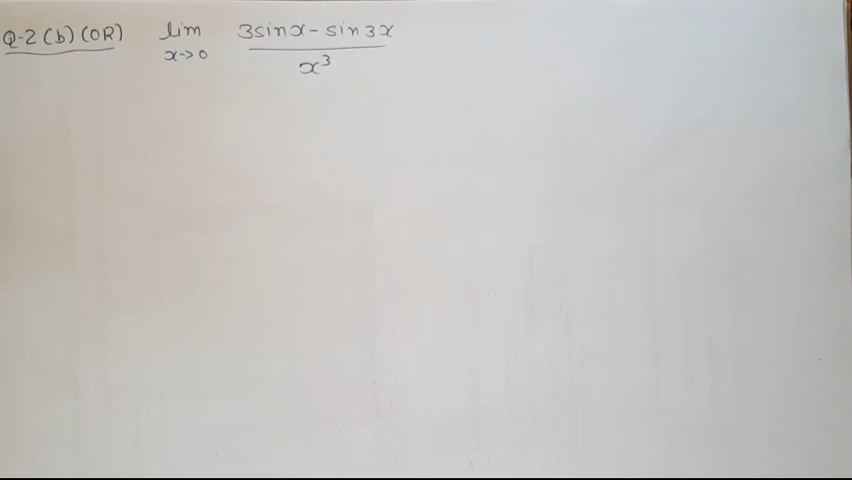 Q-2 (b) (OR) lim 3sinx - sin3x
x→0 x³